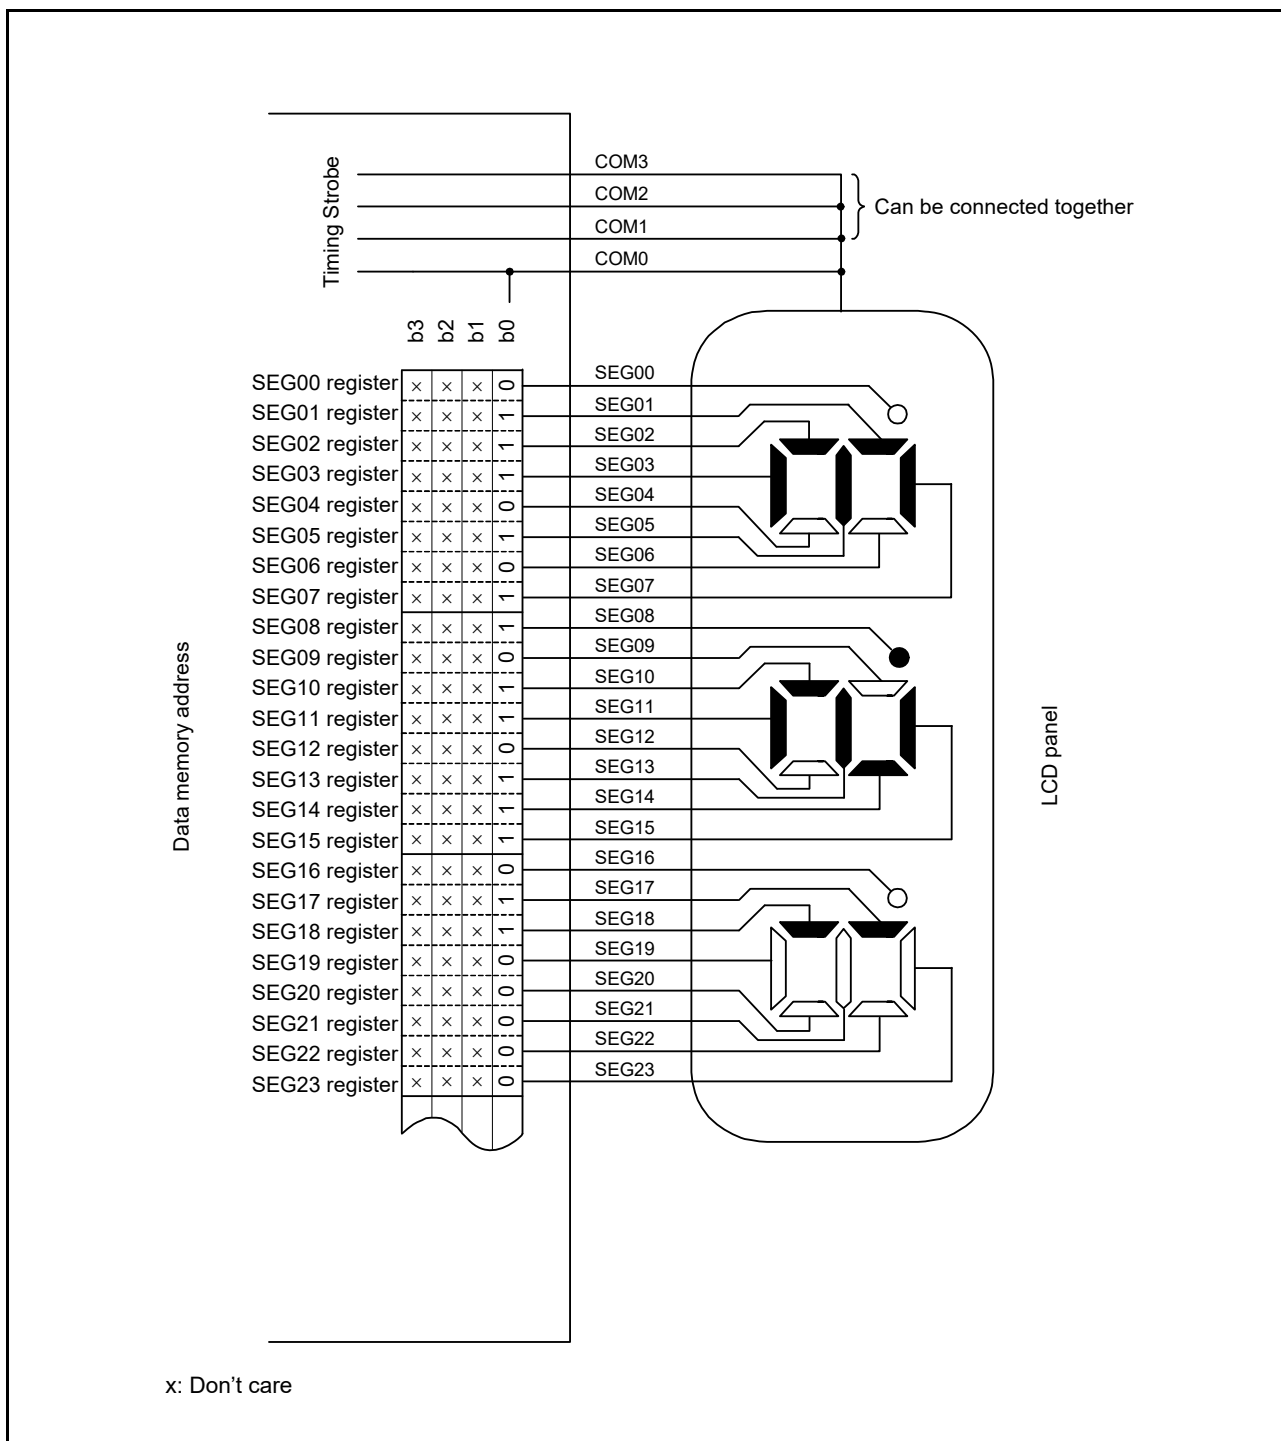 Timing Strobe
COM3
COM2
COM1
COM0
Can be connected together
b3 b2 b1 b0
Data memory address
SEG00 register × × × 0 SEG00
SEG01 register × × × 1 SEG01
SEG02 register × × × 1 SEG02
SEG03 register × × × 1 SEG03
SEG04 register × × × 0 SEG04
SEG05 register × × × 1 SEG05
SEG06 register × × × 0 SEG06
SEG07 register × × × 1 SEG07
SEG08 register × × × 1 SEG08
SEG09 register × × × 0 SEG09
SEG10 register × × × 1 SEG10
SEG11 register × × × 1 SEG11
SEG12 register × × × 0 SEG12
SEG13 register × × × 1 SEG13
SEG14 register × × × 1 SEG14
SEG15 register × × × 1 SEG15
SEG16 register × × × 0 SEG16
SEG17 register × × × 1 SEG17
SEG18 register × × × 1 SEG18
SEG19 register × × × 0 SEG19
SEG20 register × × × 0 SEG20
SEG21 register × × × 0 SEG21
SEG22 register × × × 0 SEG22
SEG23 register × × × 0 SEG23
LCD panel
x: Don’t care